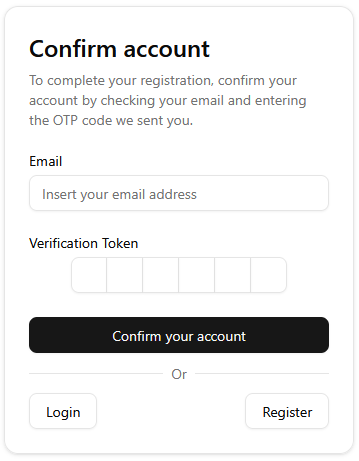 Confirm account
To complete your registration, confirm your
account by checking your email and entering
the OTP code we sent you.
Email
Insert your email address
Verification Token
Confirm your account
Or
Login
Register